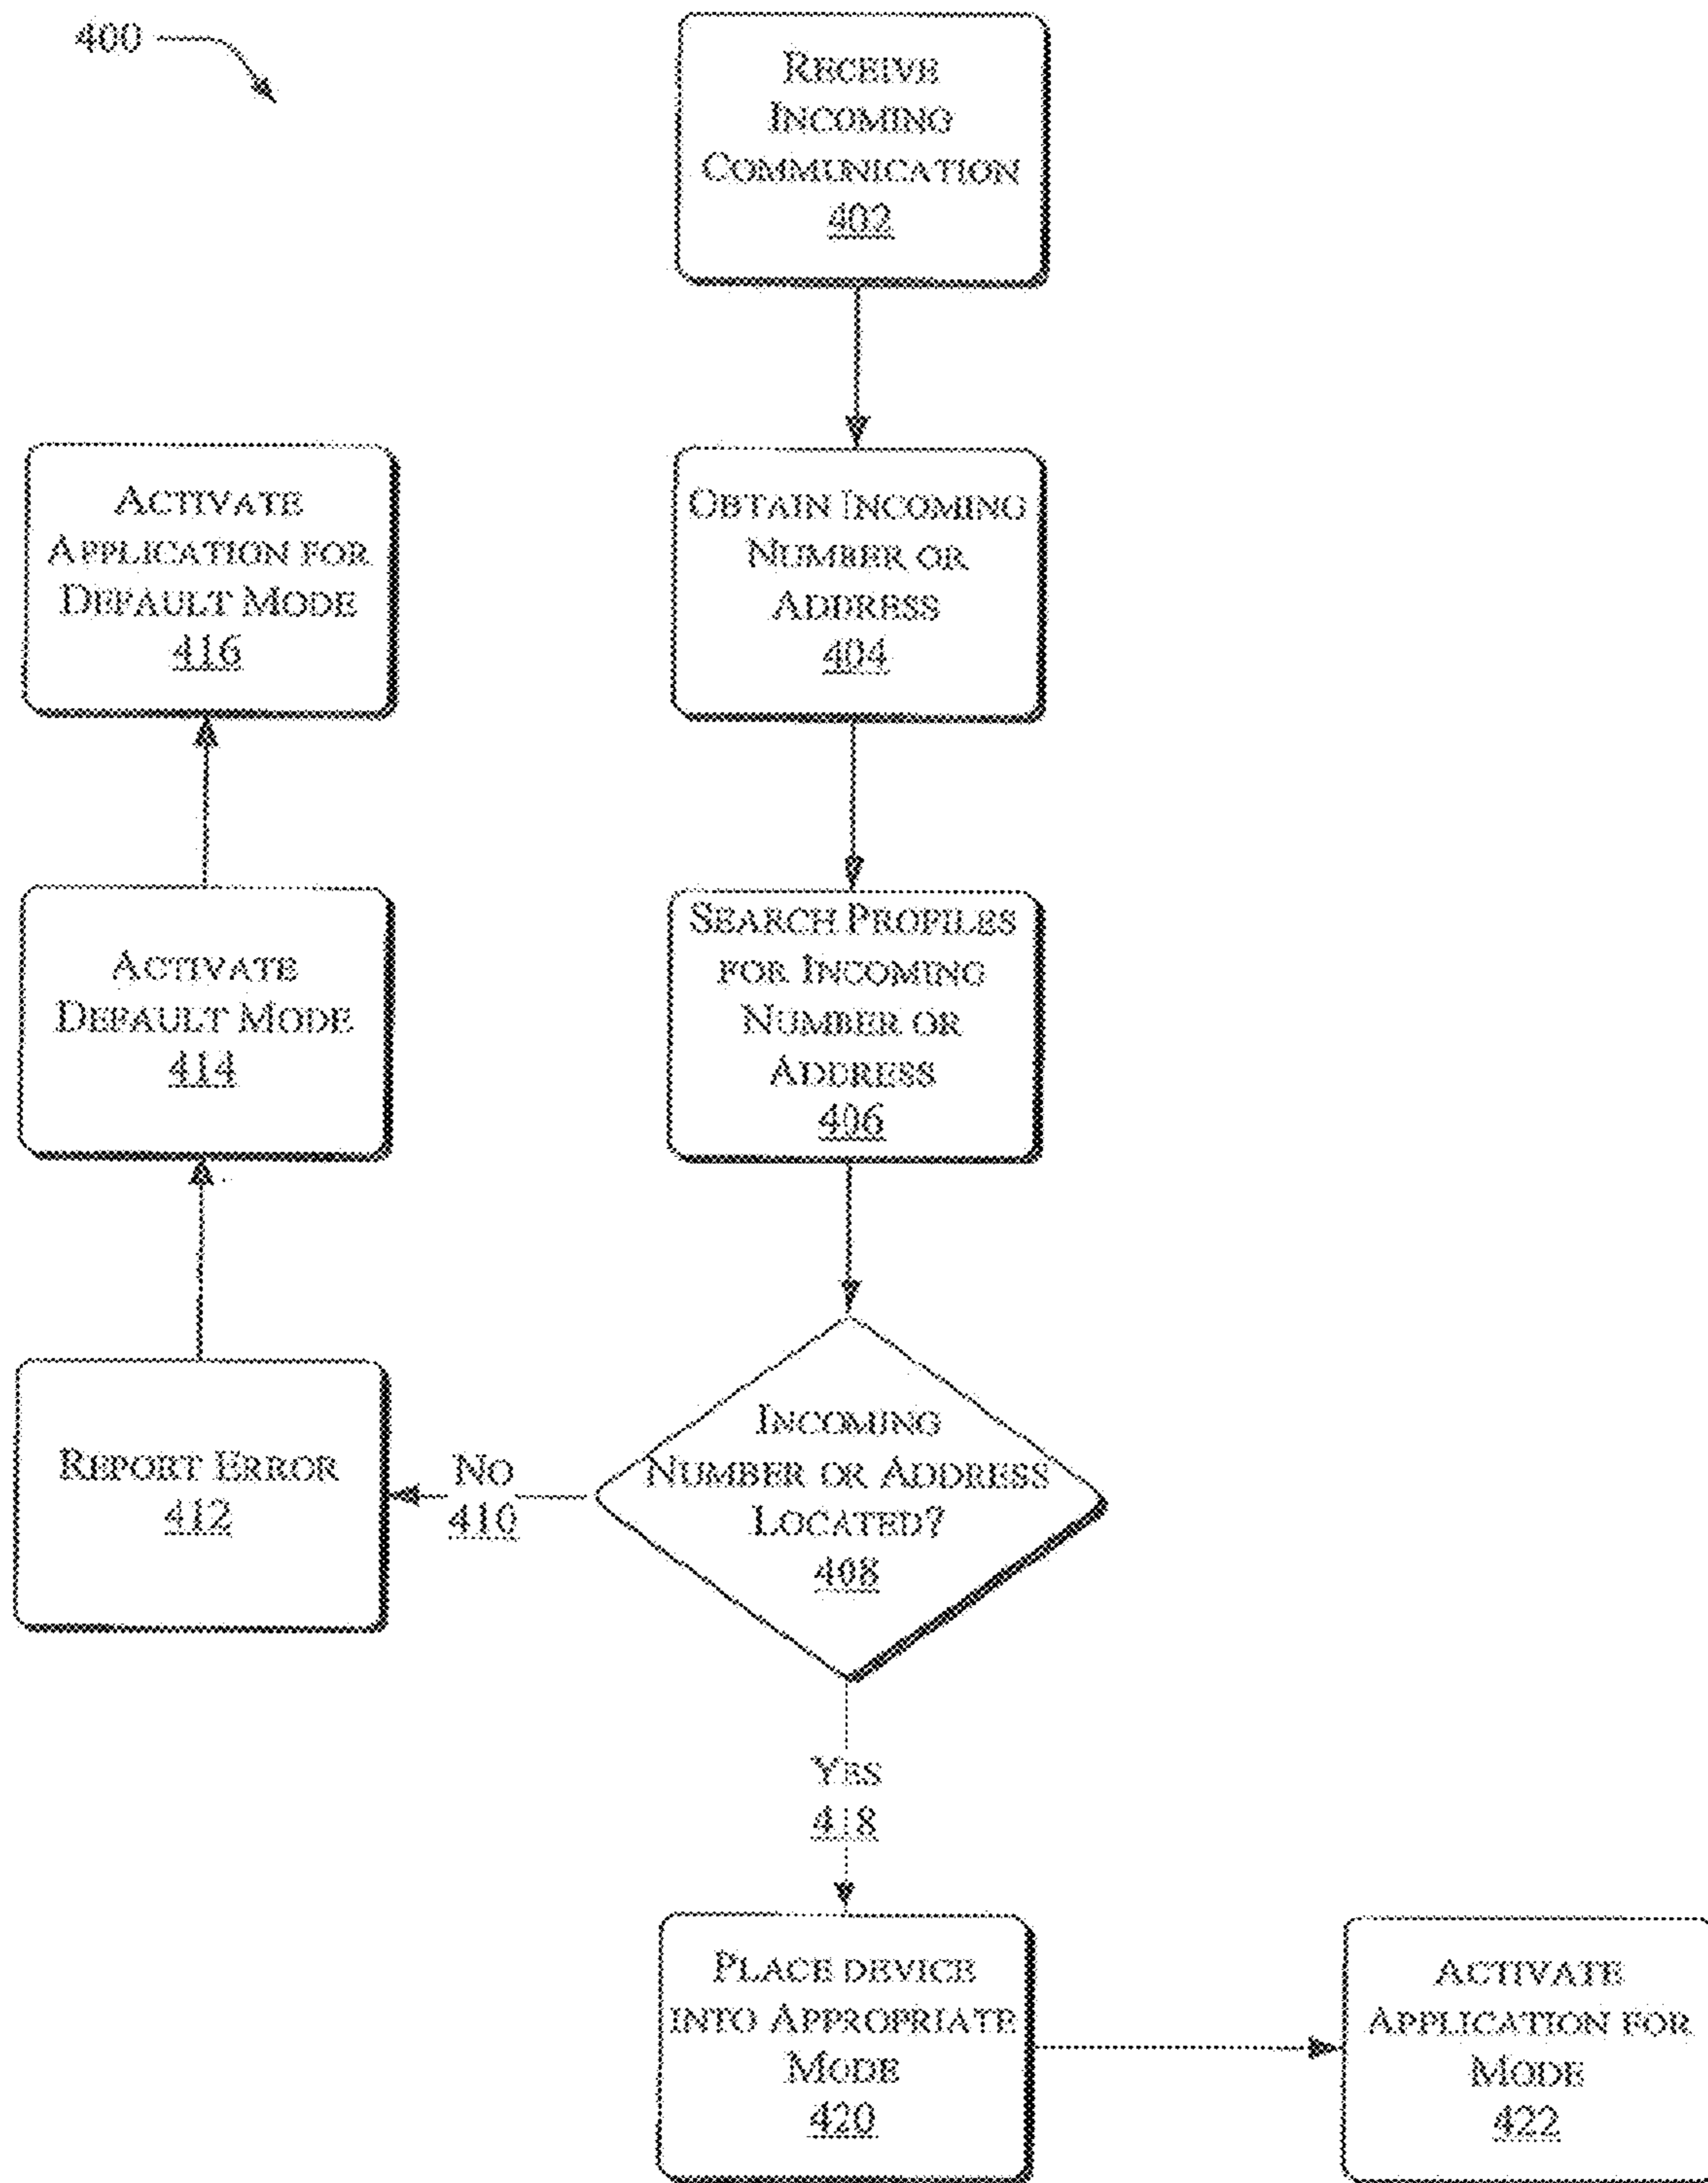 400
RECEIVE
INCOMING
COMMUNICATION
402
OBTAIN INCOMING
NUMBER OR
ADDRESS
404
SEARCH PROFILES
FOR INCOMING
NUMBER OR
ADDRESS
406
INCOMING
NUMBER OR ADDRESS
LOCATED?
408
NO
410
REPORT ERROR
412
ACTIVATE
DEFAULT MODE
414
ACTIVATE
APPLICATION FOR
DEFAULT MODE
416
YES
418
PLACE DEVICE
INTO APPROPRIATE
MODE
420
ACTIVATE
APPLICATION FOR
MODE
422